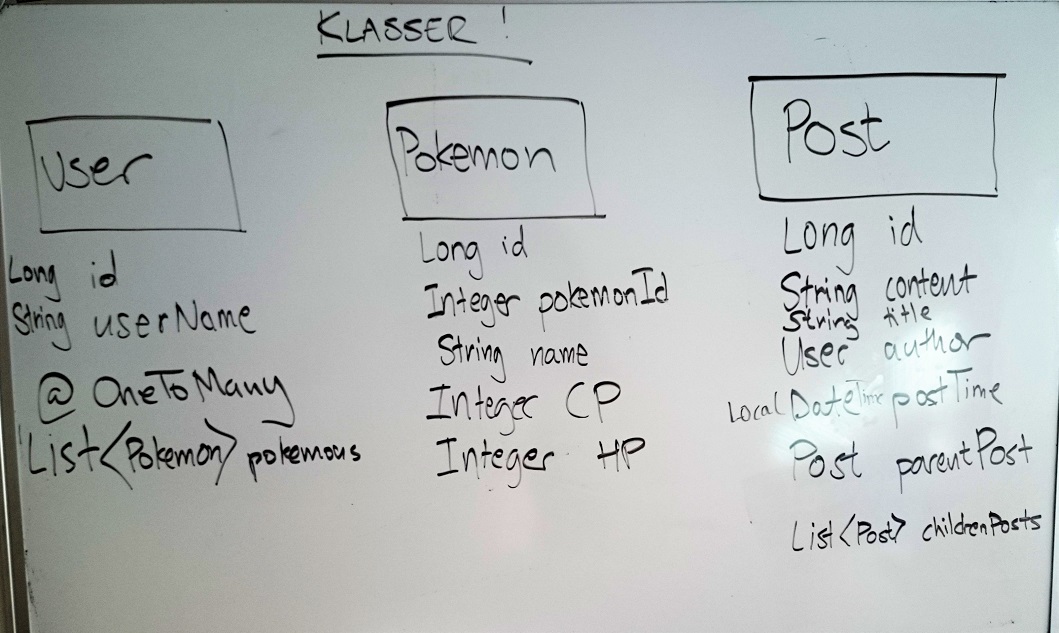 KLASSER !
User
Long id
String userName
@ OneToMany
List<Pokemon> pokemons
Pokemon
Long id
Integer pokemonId
String name
Integer CP
Integer HP
Post
Long id
String content
String title
User author
LocalDateTime postTime
Post parentPost
List<Post> childrenPosts